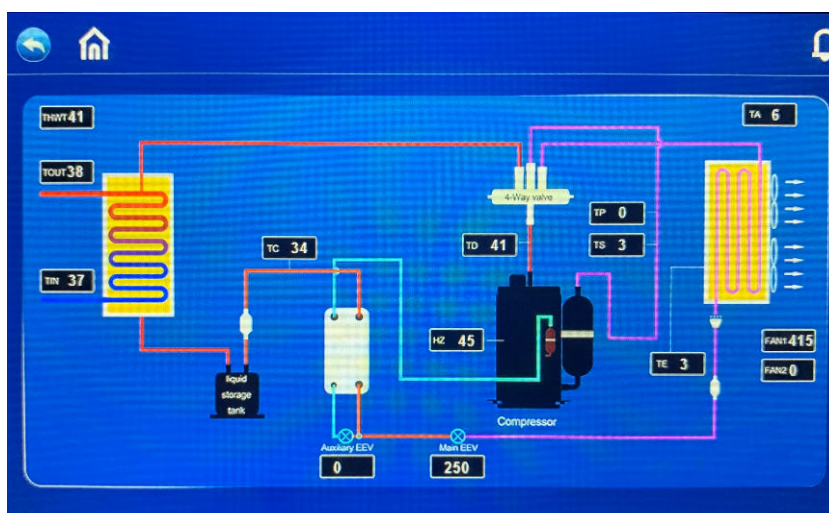 THWT 41
TA 6
TOUT 38
4-Way valve
TP 0
TC 34
TD 41
TS 3
TIN 37
HZ 45
FAN1 415
TE 3
FAN2 0
liquid
storage
tank
Compressor
Auxiliary EEV
Main EEV
0
250